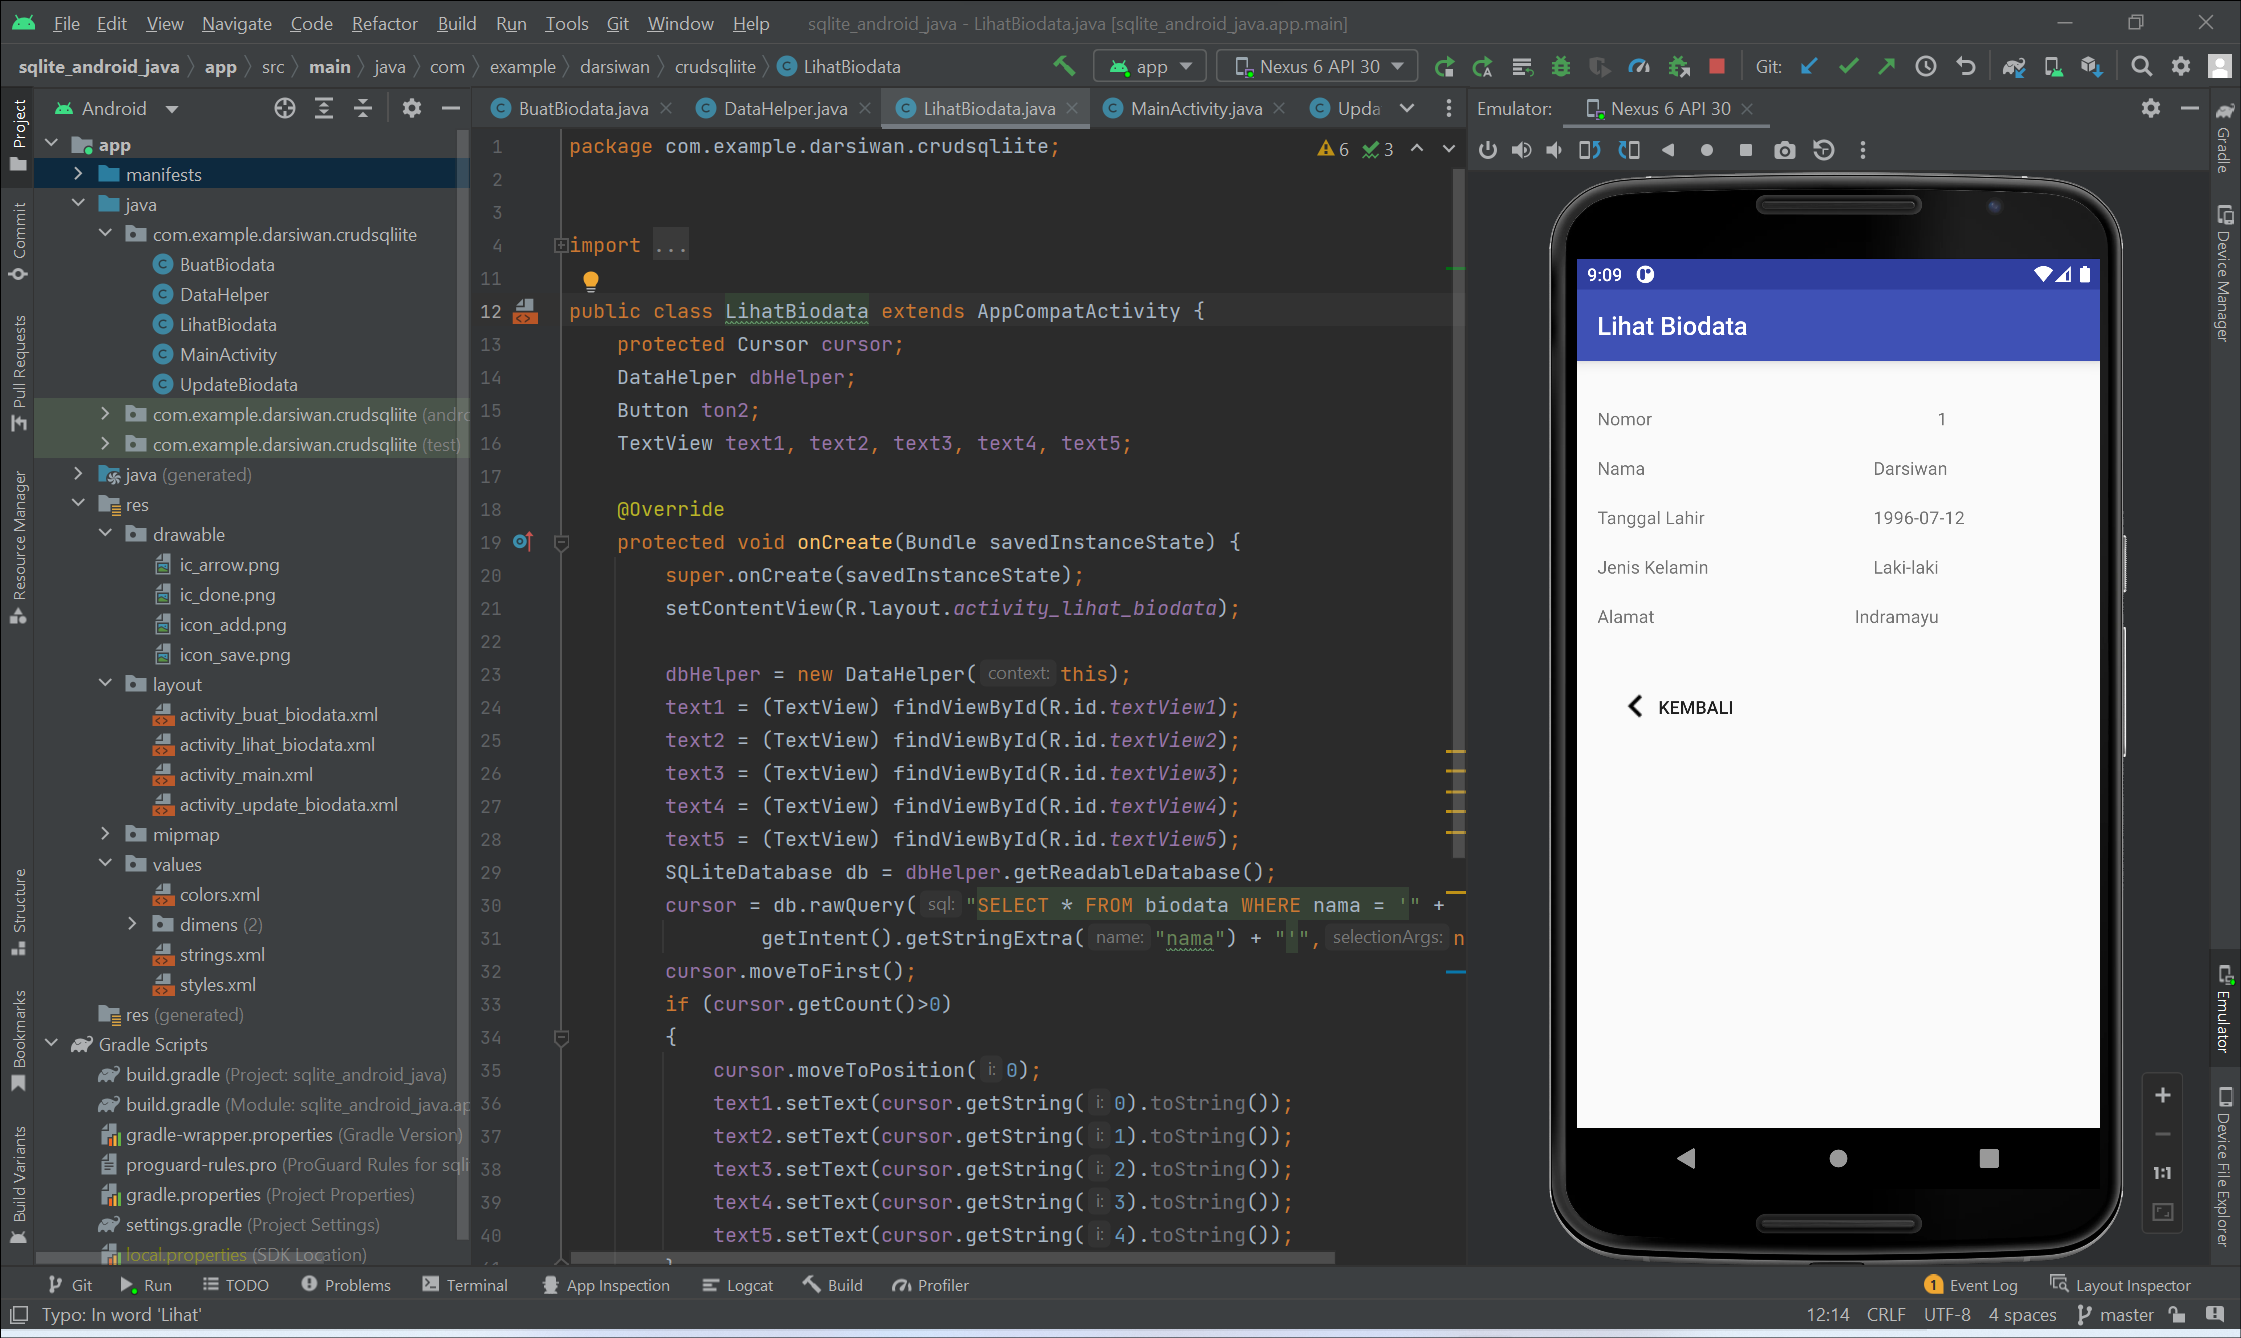 File Edit View Navigate Code Refactor Build Run Tools Git Window Help sqlite_android_java - LihatBiodata.java [sqlite_android_java.app.main]
sqlite_android_java app src main java com example darsiwan crudsqliite LihatBiodata app Nexus 6 API 30 Git:
Android
BuatBiodata.java DataHelper.java LihatBiodata.java MainActivity.java Upda
Emulator: Nexus 6 API 30
Project
Commit
Pull Requests
Resource Manager
Structure
Bookmarks
Build Variants
app
manifests
java
com.example.darsiwan.crudsqliite
BuatBiodata
DataHelper
LihatBiodata
MainActivity
UpdateBiodata
com.example.darsiwan.crudsqliite (andro
com.example.darsiwan.crudsqliite (test)
java (generated)
res
drawable
ic_arrow.png
ic_done.png
icon_add.png
icon_save.png
layout
activity_buat_biodata.xml
activity_lihat_biodata.xml
activity_main.xml
activity_update_biodata.xml
mipmap
values
colors.xml
dimens (2)
strings.xml
styles.xml
res (generated)
Gradle Scripts
build.gradle (Project: sqlite_android_java)
build.gradle (Module: sqlite_android_java.ap
gradle-wrapper.properties (Gradle Version)
proguard-rules.pro (ProGuard Rules for sqli
gradle.properties (Project Properties)
settings.gradle (Project Settings)
local.properties (SDK Location)
6 3
1 package com.example.darsiwan.crudsqliite;
2
3
4 import ...
11
12 public class LihatBiodata extends AppCompatActivity {
13 protected Cursor cursor;
14 DataHelper dbHelper;
15 Button ton2;
16 TextView text1, text2, text3, text4, text5;
17
18 @Override
19 protected void onCreate(Bundle savedInstanceState) {
20 super.onCreate(savedInstanceState);
21 setContentView(R.layout.activity_lihat_biodata);
22
23 dbHelper = new DataHelper( context: this);
24 text1 = (TextView) findViewById(R.id.textView1);
25 text2 = (TextView) findViewById(R.id.textView2);
26 text3 = (TextView) findViewById(R.id.textView3);
27 text4 = (TextView) findViewById(R.id.textView4);
28 text5 = (TextView) findViewById(R.id.textView5);
29 SQLiteDatabase db = dbHelper.getReadableDatabase();
30 cursor = db.rawQuery( sql: "SELECT * FROM biodata WHERE nama = '" +
31 getIntent().getStringExtra( name: "nama") + "'", selectionArgs: n
32 cursor.moveToFirst();
33 if (cursor.getCount()>0)
34 {
35 cursor.moveToPosition( i: 0);
36 text1.setText(cursor.getString( i: 0).toString());
37 text2.setText(cursor.getString( i: 1).toString());
38 text3.setText(cursor.getString( i: 2).toString());
39 text4.setText(cursor.getString( i: 3).toString());
40 text5.setText(cursor.getString( i: 4).toString());
9:09
Lihat Biodata
Nomor 1
Nama Darsiwan
Tanggal Lahir 1996-07-12
Jenis Kelamin Laki-laki
Alamat Indramayu
KEMBALI
1:1
Gradle
Device Manager
Emulator
Device File Explorer
Git Run TODO Problems Terminal App Inspection Logcat Build Profiler 1 Event Log Layout Inspector
Typo: In word 'Lihat' 12:14 CRLF UTF-8 4 spaces master